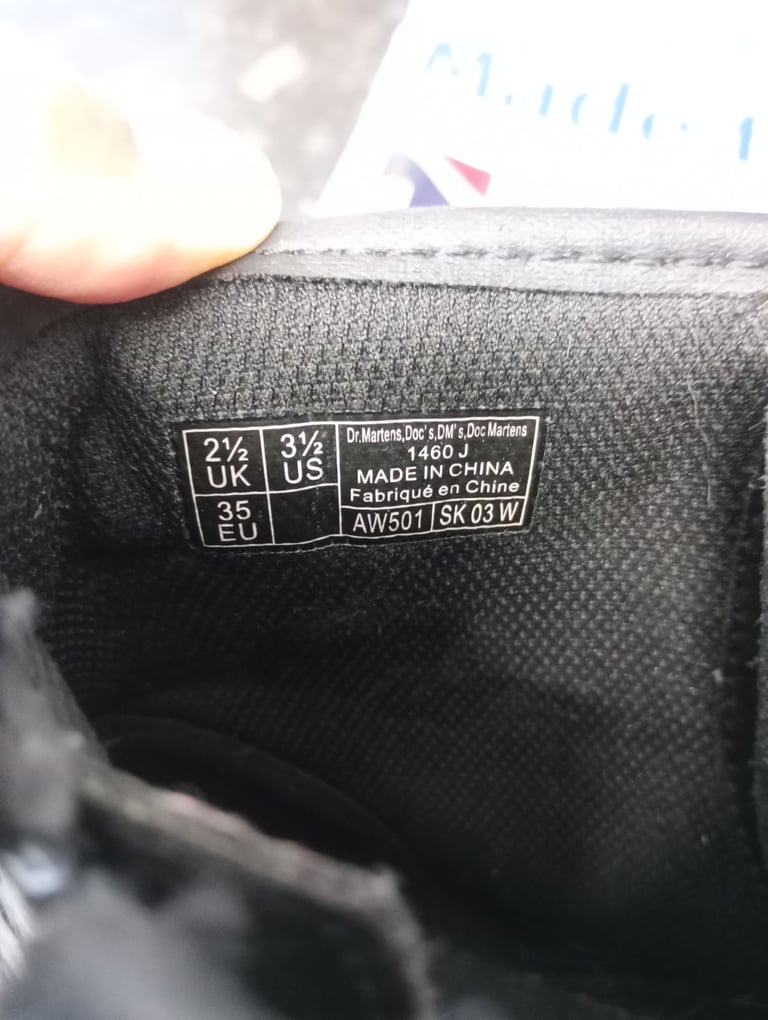 Made
2½
UK
3½
US
35
EU
Dr.Martens,Doc's,DM's,Doc Martens
1460 J
MADE IN CHINA
Fabriqué en Chine
AW501
SK 03 W